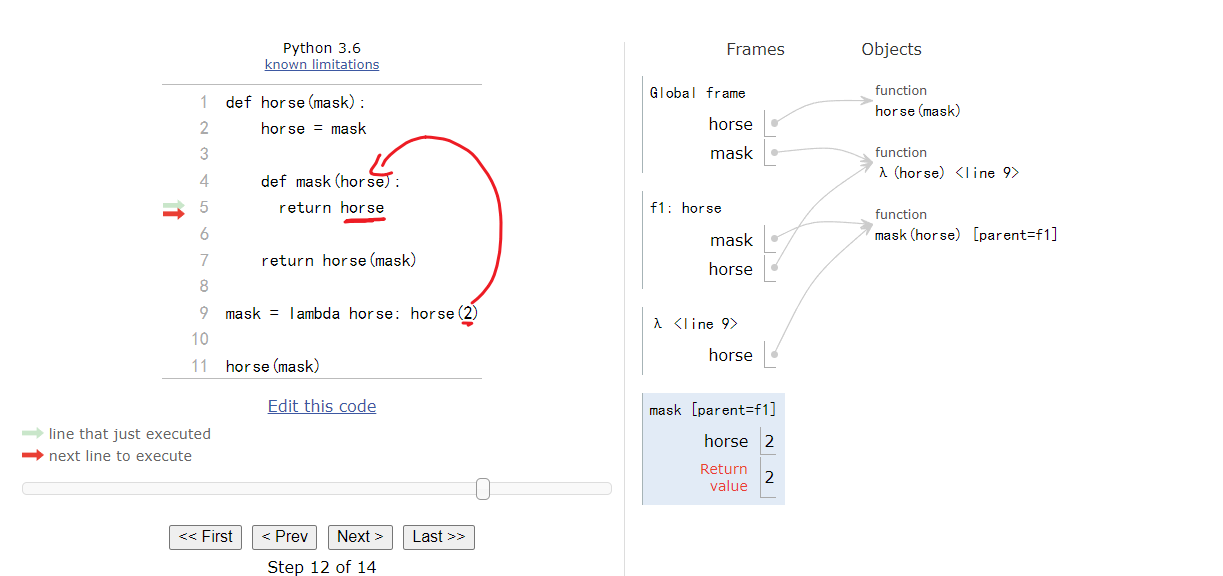 Python 3.6
known limitations
1 def horse(mask):
2 horse = mask
3
4 def mask(horse):
5 return horse
6
7 return horse(mask)
8
9 mask = lambda horse: horse(2)
10
11 horse(mask)
Edit this code
line that just executed
next line to execute
<< First < Prev Next > Last >>
Step 12 of 14
Frames Objects
Global frame
horse
mask
function
horse(mask)
function
λ(horse) <line 9>
function
mask(horse) [parent=f1]
f1: horse
mask
horse
λ <line 9>
horse
mask [parent=f1]
horse 2
Return
value 2